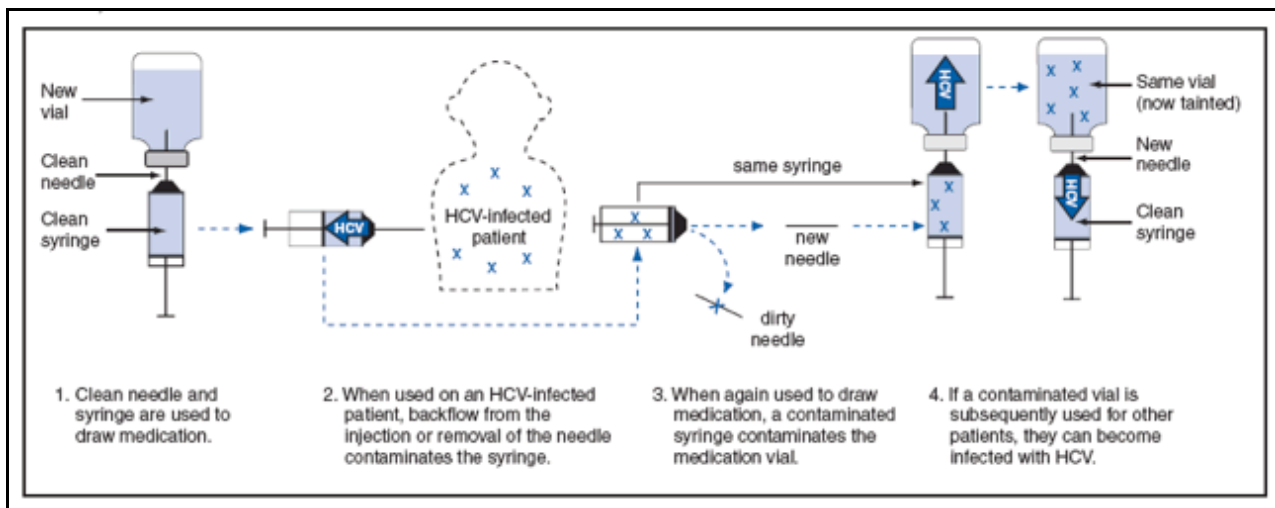 New
vial
Clean
needle
Clean
syringe
HCV
HCV-infected
patient
same syringe
new
needle
dirty
needle
HCV
HCV
Same vial
(now tainted)
New
needle
Clean
syringe
1. Clean needle and
syringe are used to
draw medication.
2. When used on an HCV-infected
patient, backflow from the
injection or removal of the needle
contaminates the syringe.
3. When again used to draw
medication, a contaminated
syringe contaminates the
medication vial.
4. If a contaminated vial is
subsequently used for other
patients, they can become
infected with HCV.